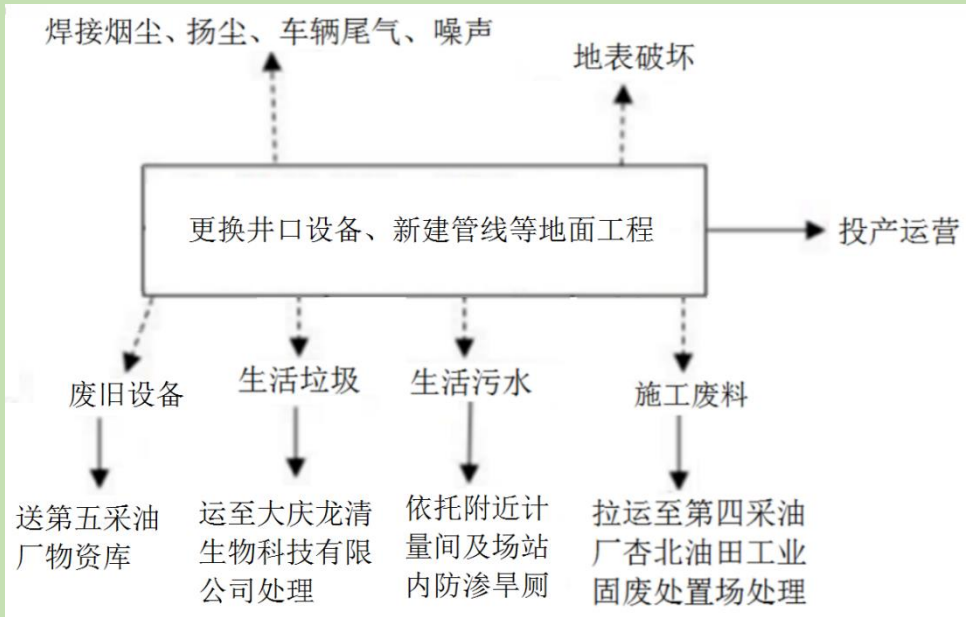 焊接烟尘、扬尘、车辆尾气、噪声
地表破坏
更换井口设备、新建管线等地面工程
投产运营
废旧设备
生活垃圾
生活污水
施工废料
送第五采油
厂物资库
运至大庆龙清
生物科技有限
公司处理
依托附近计
量间及场站
内防渗旱厕
拉运至第四采油
厂杏北油田工业
固废处置场处理